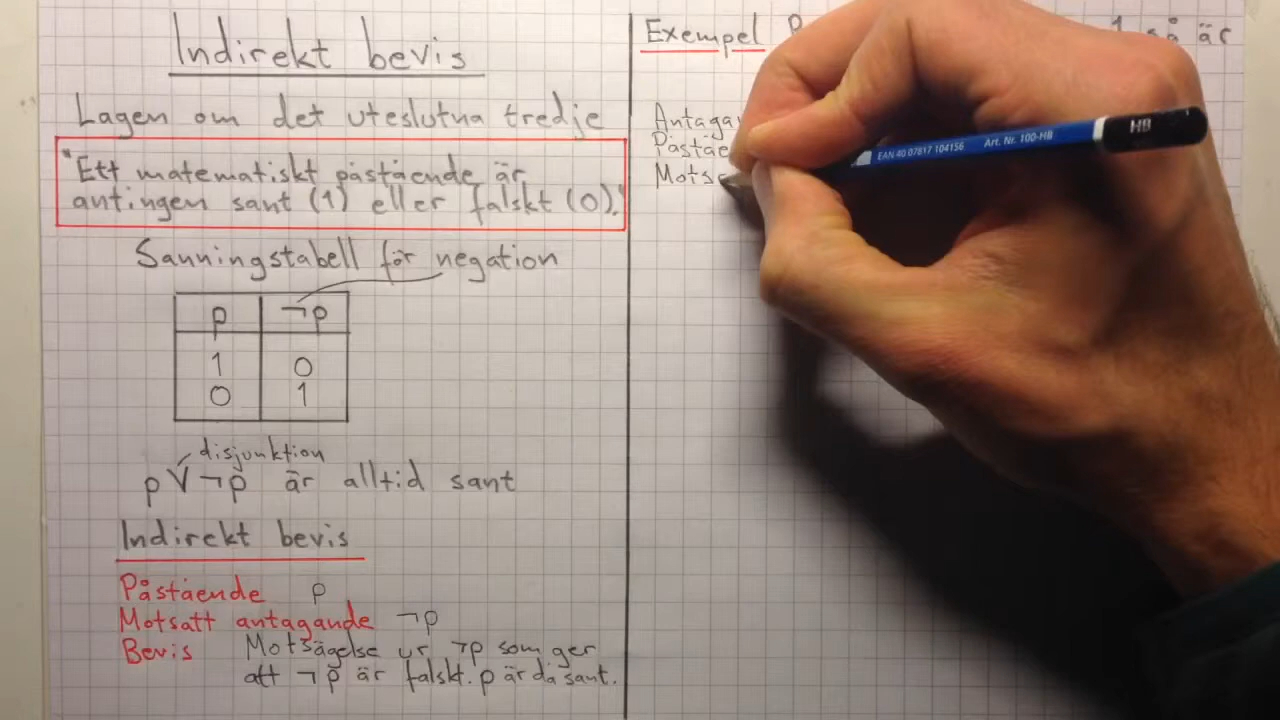 Indirekt bevis
Lagen om det uteslutna tredje
"Ett matematiskt påstående är
antingen sant (1) eller falskt (0)."
Sanningstabell för negation
p ¬p
1 0
0 1
disjunktion
p V ¬p är alltid sant
Indirekt bevis
Påstående p
Motsatt antagande ¬p
Bevis Motsägelse ur ¬p som ger
att ¬p är falskt. p är då sant.
Exempel
så är
EAN 40 07817 104156 Art. Nr. 100-HB
HB